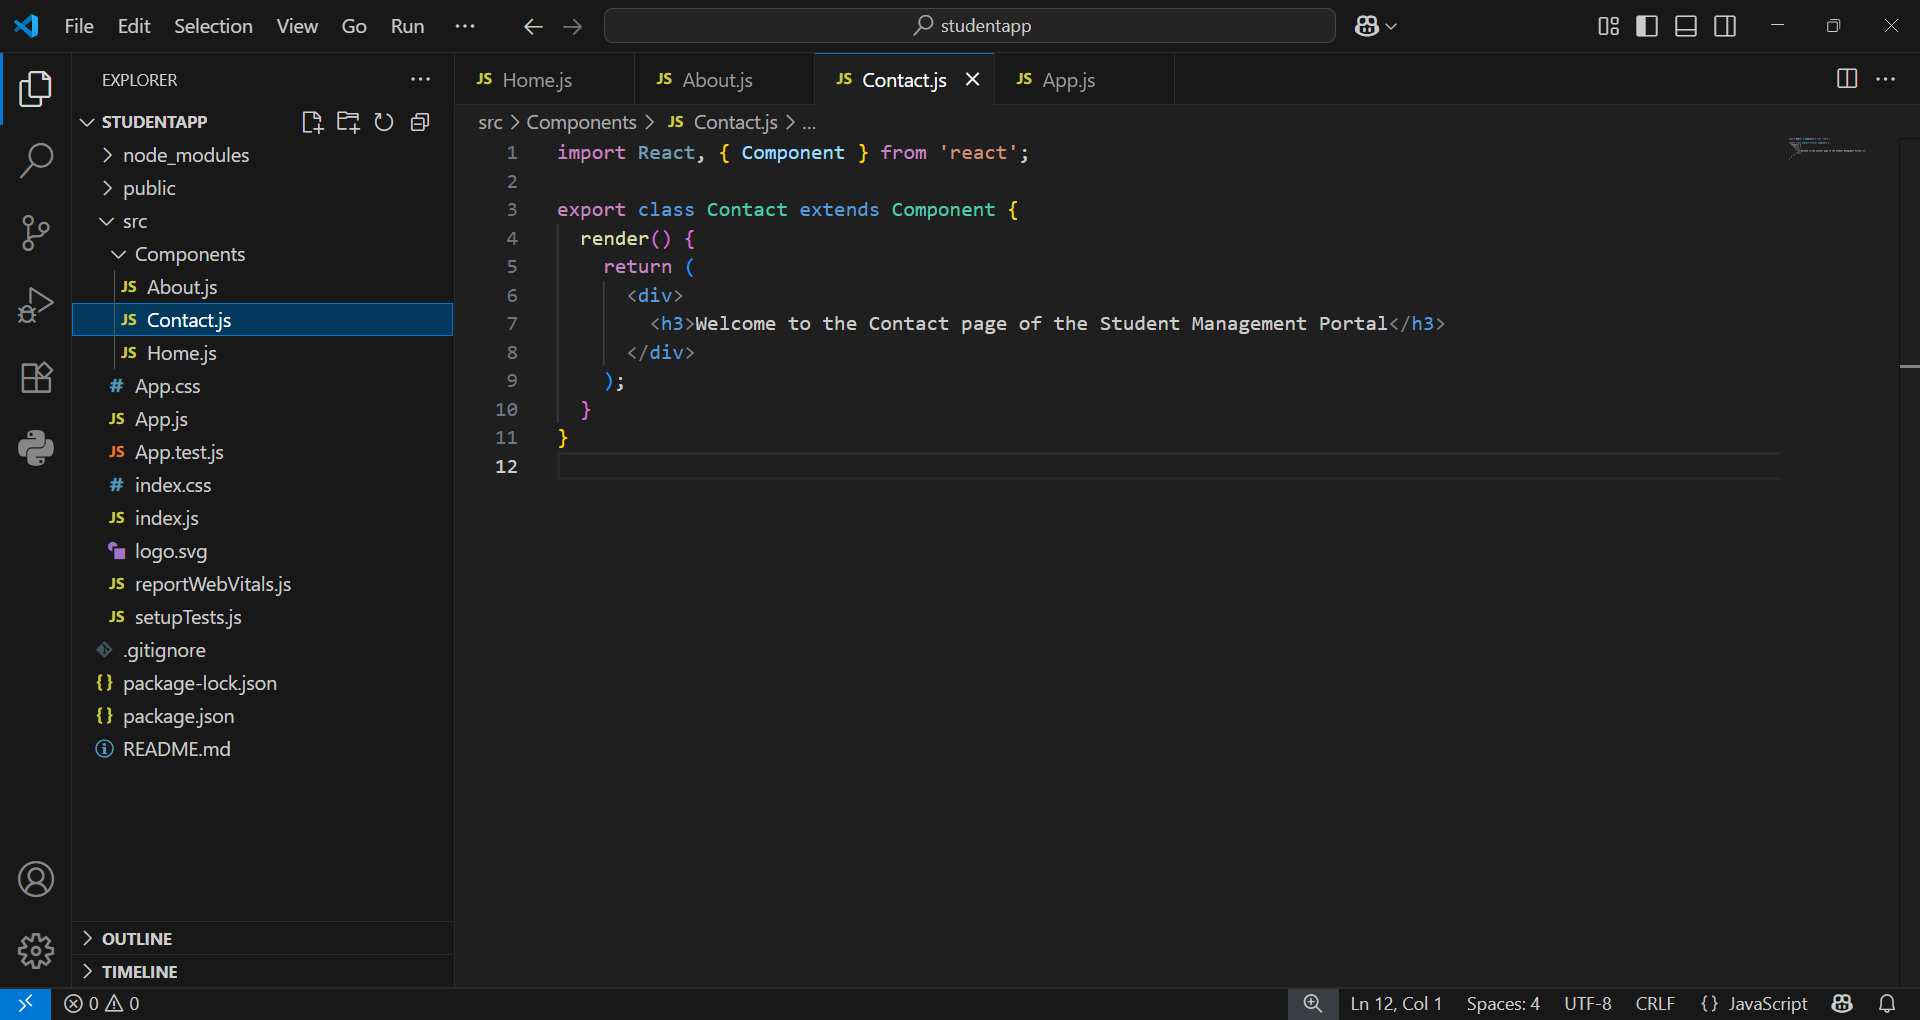 File Edit Selection View Go Run ··· studentapp
EXPLORER ···
STUDENTAPP
node_modules
public
src
Components
JS About.js
JS Contact.js
JS Home.js
# App.css
JS App.js
JS App.test.js
# index.css
JS index.js
logo.svg
JS reportWebVitals.js
JS setupTests.js
.gitignore
{} package-lock.json
{} package.json
README.md
OUTLINE
TIMELINE
JS Home.js JS About.js JS Contact.js × JS App.js
src > Components > JS Contact.js > ...
1 import React, { Component } from 'react';
2
3 export class Contact extends Component {
4   render() {
5     return (
6       <div>
7         <h3>Welcome to the Contact page of the Student Management Portal</h3>
8       </div>
9     );
10   }
11 }
12
0 0 Ln 12, Col 1 Spaces: 4 UTF-8 CRLF {} JavaScript